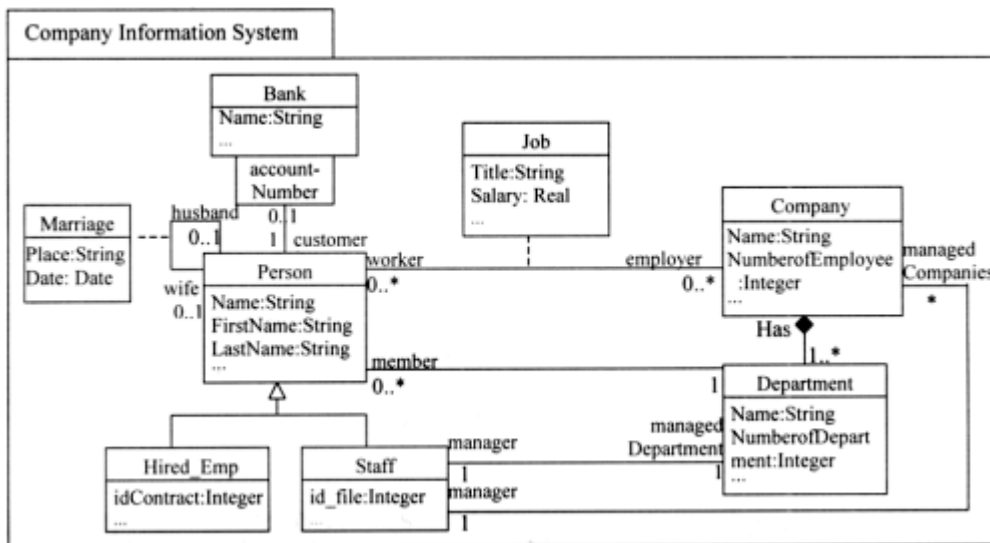 Company Information System
Bank
Name:String
...
account-
Number
husband
0..1
0..1
1
customer
Marriage
Place:String
Date: Date
wife
0..1
Person
Name:String
FirstName:String
LastName:String
...
Job
Title:String
Salary: Real
...
worker
0..*
employer
0..*
Company
Name:String
NumberofEmployee
:Integer
...
managed
Companies
*
Has
1..*
member
0..*
1
Department
Name:String
NumberofDepart
ment:Integer
...
manager
1
managed
Department
1
Hired_Emp
idContract:Integer
...
Staff
id_file:Integer
...
manager
1